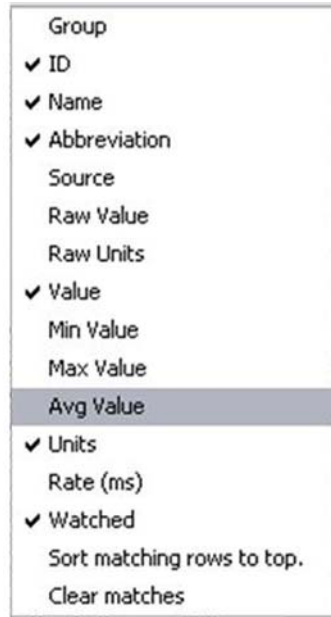 Group
ID
Name
Abbreviation
Source
Raw Value
Raw Units
Value
Min Value
Max Value
Avg Value
Units
Rate (ms)
Watched
Sort matching rows to top.
Clear matches